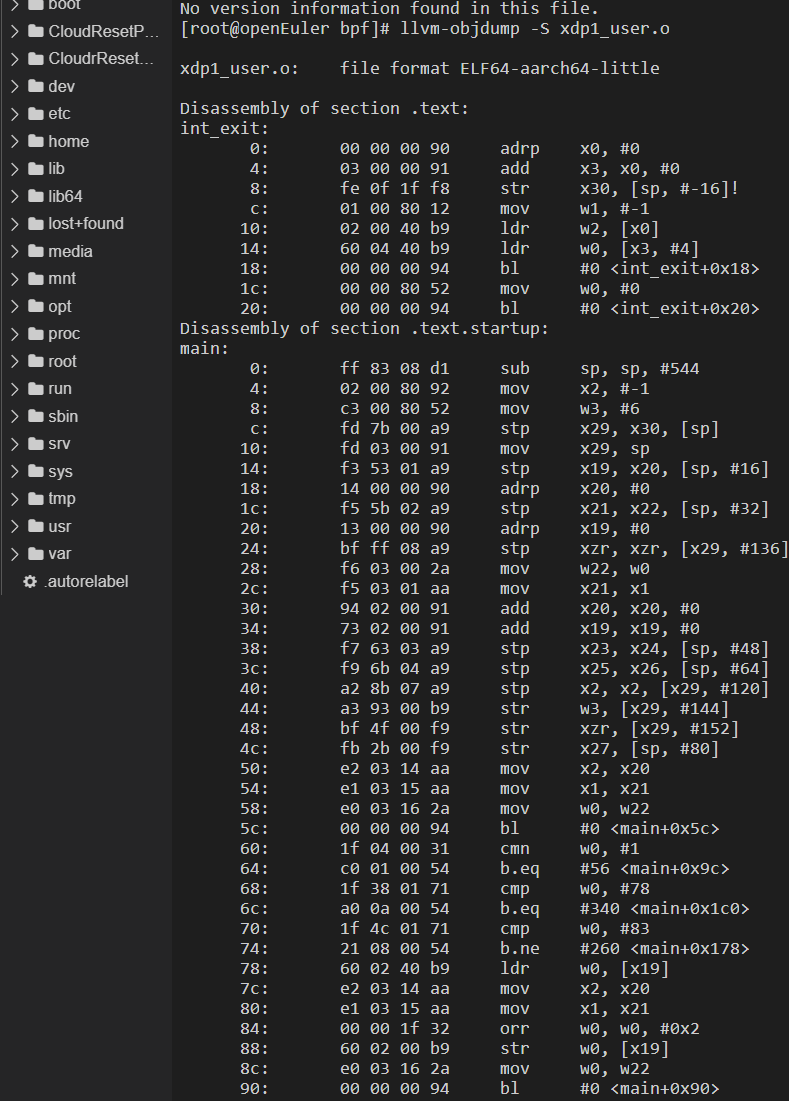 boot
CloudResetP...
CloudrReset...
dev
etc
home
lib
lib64
lost+found
media
mnt
opt
proc
root
run
sbin
srv
sys
tmp
usr
var
.autorelabel
No version information found in this file.
[root@openEuler bpf]# llvm-objdump -S xdp1_user.o
xdp1_user.o:    file format ELF64-aarch64-little
Disassembly of section .text:
int_exit:
0: 00 00 00 90 adrp x0, #0
4: 03 00 00 91 add x3, x0, #0
8: fe 0f 1f f8 str x30, [sp, #-16]!
c: 01 00 80 12 mov w1, #-1
10: 02 00 40 b9 ldr w2, [x0]
14: 60 04 40 b9 ldr w0, [x3, #4]
18: 00 00 00 94 bl #0 <int_exit+0x18>
1c: 00 00 80 52 mov w0, #0
20: 00 00 00 94 bl #0 <int_exit+0x20>
Disassembly of section .text.startup:
main:
0: ff 83 08 d1 sub sp, sp, #544
4: 02 00 80 92 mov x2, #-1
8: c3 00 80 52 mov w3, #6
c: fd 7b 00 a9 stp x29, x30, [sp]
10: fd 03 00 91 mov x29, sp
14: f3 53 01 a9 stp x19, x20, [sp, #16]
18: 14 00 00 90 adrp x20, #0
1c: f5 5b 02 a9 stp x21, x22, [sp, #32]
20: 13 00 00 90 adrp x19, #0
24: bf ff 08 a9 stp xzr, xzr, [x29, #136]
28: f6 03 00 2a mov w22, w0
2c: f5 03 01 aa mov x21, x1
30: 94 02 00 91 add x20, x20, #0
34: 73 02 00 91 add x19, x19, #0
38: f7 63 03 a9 stp x23, x24, [sp, #48]
3c: f9 6b 04 a9 stp x25, x26, [sp, #64]
40: a2 8b 07 a9 stp x2, x2, [x29, #120]
44: a3 93 00 b9 str w3, [x29, #144]
48: bf 4f 00 f9 str xzr, [x29, #152]
4c: fb 2b 00 f9 str x27, [sp, #80]
50: e2 03 14 aa mov x2, x20
54: e1 03 15 aa mov x1, x21
58: e0 03 16 2a mov w0, w22
5c: 00 00 00 94 bl #0 <main+0x5c>
60: 1f 04 00 31 cmn w0, #1
64: c0 01 00 54 b.eq #56 <main+0x9c>
68: 1f 38 01 71 cmp w0, #78
6c: a0 0a 00 54 b.eq #340 <main+0x1c0>
70: 1f 4c 01 71 cmp w0, #83
74: 21 08 00 54 b.ne #260 <main+0x178>
78: 60 02 40 b9 ldr w0, [x19]
7c: e2 03 14 aa mov x2, x20
80: e1 03 15 aa mov x1, x21
84: 00 00 1f 32 orr w0, w0, #0x2
88: 60 02 00 b9 str w0, [x19]
8c: e0 03 16 2a mov w0, w22
90: 00 00 00 94 bl #0 <main+0x90>